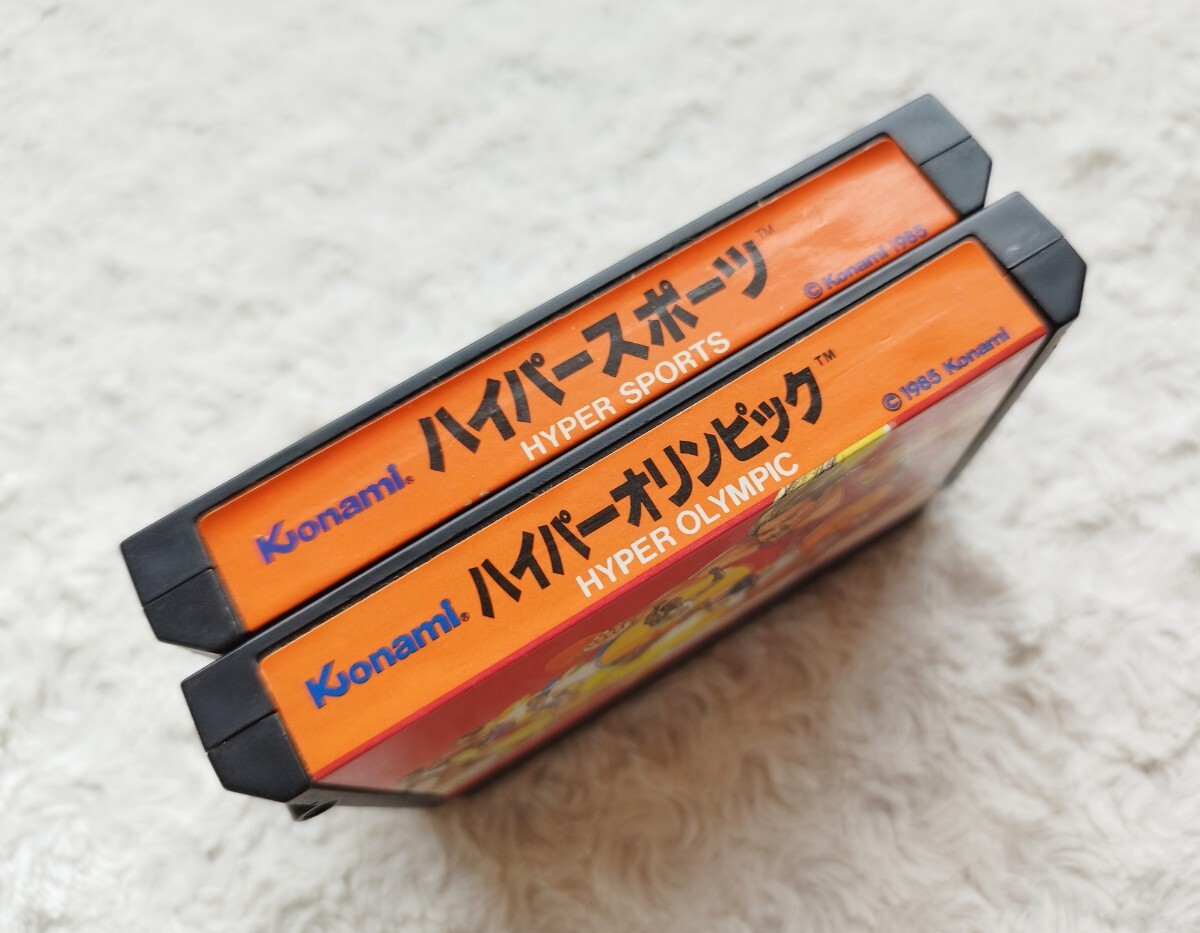 Konami®
ハイパースポーツ™
HYPER SPORTS
© Konami 1985
Konami®
ハイパーオリンピック™
HYPER OLYMPIC
© 1985 Konami